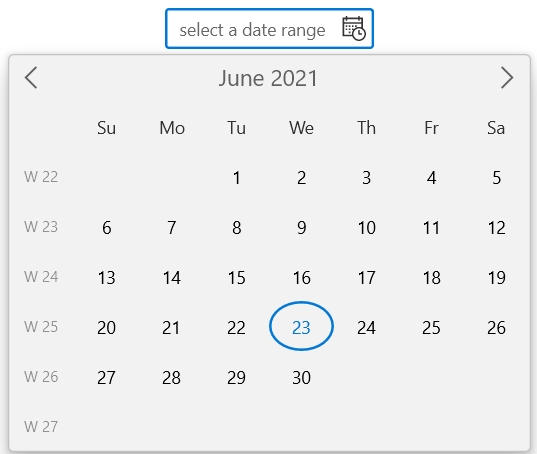 select a date range
June 2021
Su Mo Tu We Th Fr Sa
W 22 1 2 3 4 5
W 23 6 7 8 9 10 11 12
W 24 13 14 15 16 17 18 19
W 25 20 21 22 23 24 25 26
W 26 27 28 29 30
W 27